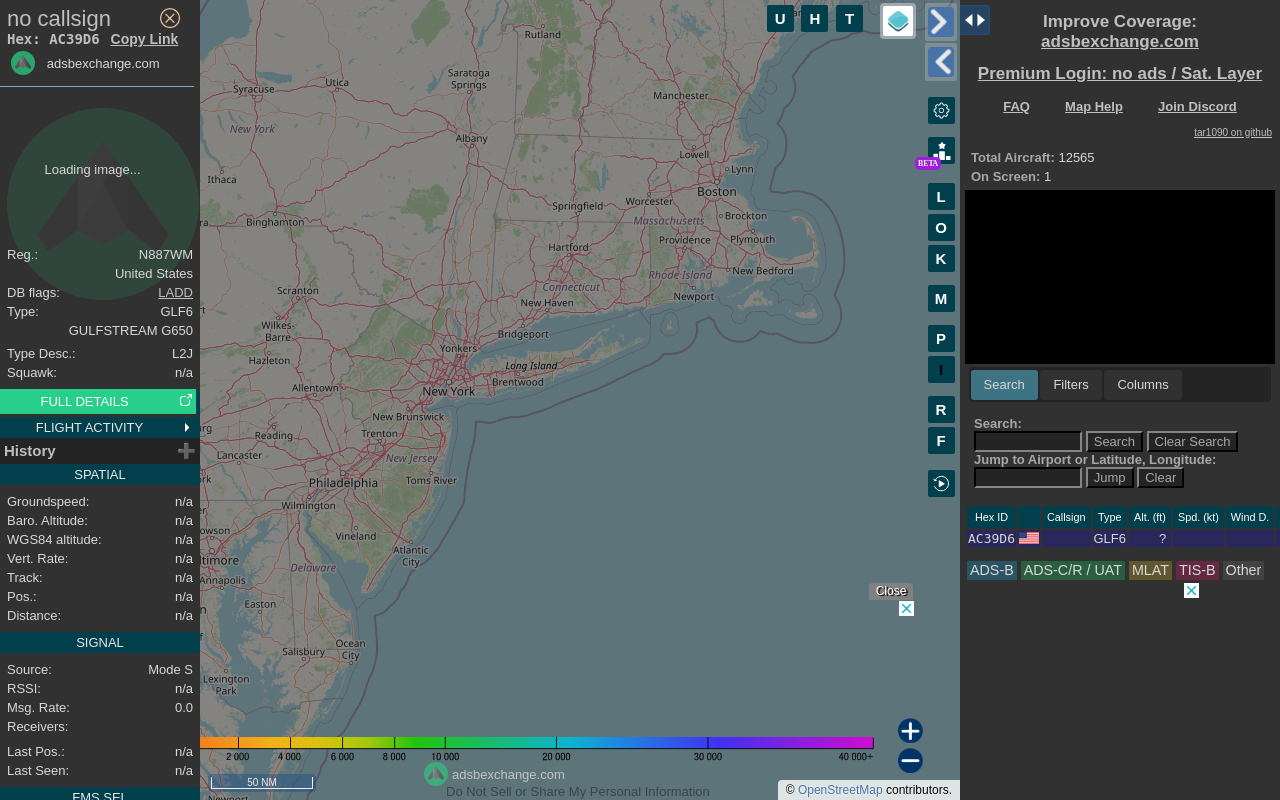 no callsign
Hex: AC39D6 Copy Link
adsbexchange.com
Loading image...
Reg.: N887WM
United States
DB flags: LADD
Type: GLF6
GULFSTREAM G650
Type Desc.: L2J
Squawk: n/a
FULL DETAILS
FLIGHT ACTIVITY
History
SPATIAL
Groundspeed: n/a
Baro. Altitude: n/a
WGS84 altitude: n/a
Vert. Rate: n/a
Track: n/a
Pos.: n/a
Distance: n/a
SIGNAL
Source: Mode S
RSSI: n/a
Msg. Rate: 0.0
Receivers:
Last Pos.: n/a
Last Seen: n/a
FMS SEL
U H T
Rutland
Syracuse
Utica
Saratoga
Springs
Manchester
New York
Albany
Lowell
Lynn
Ithaca
Boston
Binghamton
Springfield
Worcester
Massachusetts
Brockton
Hartford
Providence
Plymouth
Rhode Island
New Bedford
Connecticut
Scranton
New Haven
Newport
Wilkes-
Barre
Bridgeport
Yonkers
Hazleton
Long Island
Allentown
New York
Brentwood
New Brunswick
Reading
Trenton
Lancaster
New Jersey
Philadelphia
Toms River
Wilmington
Vineland
Atlantic
City
Delaware
Annapolis
Easton
Ocean
City
Salisbury
Lexington
Park
BETA
L
O
K
M
P
I
R
F
Close
2 000 4 000 6 000 8 000 10 000 20 000 30 000 40 000+
50 NM
adsbexchange.com
Do Not Sell or Share My Personal Information
© OpenStreetMap contributors.
Improve Coverage:
adsbexchange.com
Premium Login: no ads / Sat. Layer
FAQ Map Help Join Discord
tar1090 on github
Total Aircraft: 12565
On Screen: 1
Search Filters Columns
Search:
Search Clear Search
Jump to Airport or Latitude, Longitude:
Jump Clear
Hex ID Callsign Type Alt. (ft) Spd. (kt) Wind D.
AC39D6 GLF6 ?
ADS-B ADS-C/R / UAT MLAT TIS-B Other